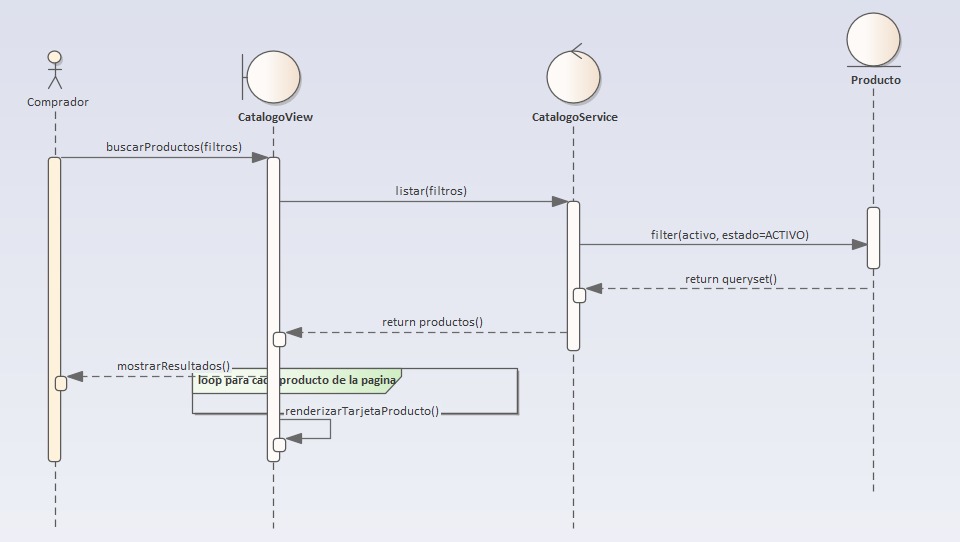 Producto
Comprador
CatalogoView
CatalogoService
buscarProductos(filtros)
listar(filtros)
filter(activo, estado=ACTIVO)
return queryset()
return productos()
mostrarResultados()
loop para cada producto de la pagina
renderizarTarjetaProducto()